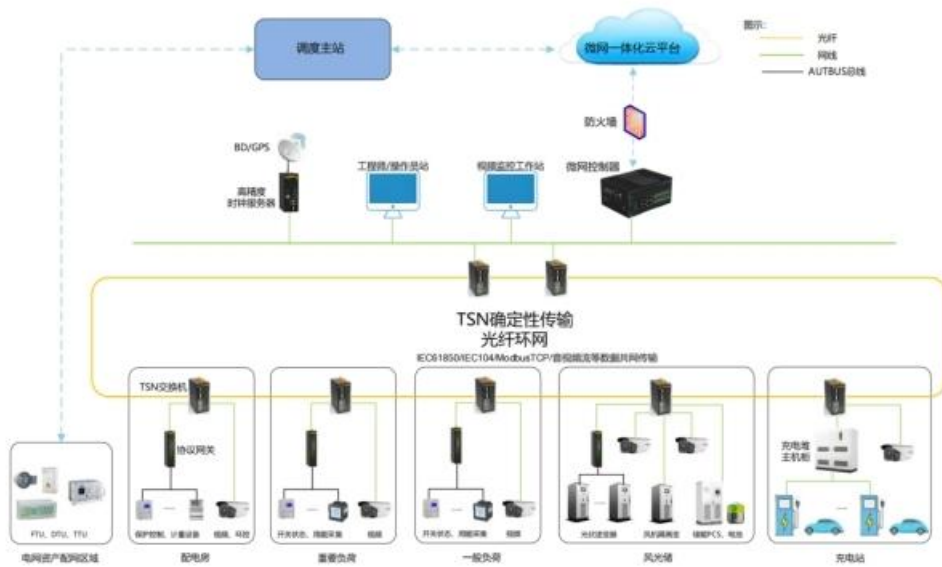 调度主站
微网一体化云平台
图示:
光纤
网线
AUTBUS总线
防火墙
BD/GPS
工程师/操作员站
视频监控工作站
微网控制器
高精度
时钟服务器
TSN确定性传输
光纤环网
IEC61850/IEC104/ModbusTCP/音视频流等数据共网传输
TSN交换机
协议网关
充电堆
主机柜
FTU、DTU、TTU
保护控制、计量设备
视频、环控
开关状态、用能采集
视频
开关状态、用能采集
视频
光伏逆变器
风机隔离变
储能PCS、电池
电网资产配网区域
配电房
重要负荷
一般负荷
风光储
充电站